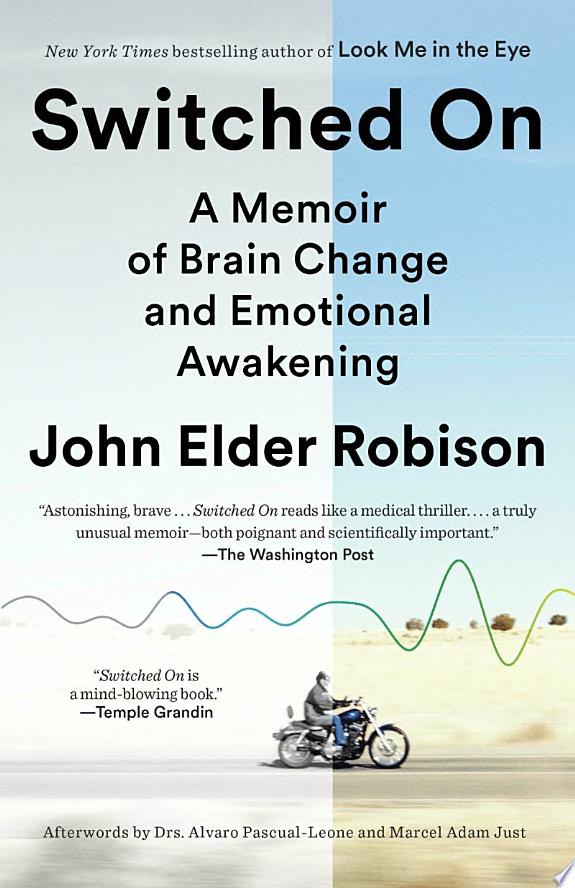 New York Times bestselling author of Look Me in the Eye
Switched On
A Memoir
of Brain Change
and Emotional
Awakening
John Elder Robison
“Astonishing, brave . . . Switched On reads like a medical thriller. . . . a truly
unusual memoir—both poignant and scientifically important.”
—The Washington Post
“Switched On is
a mind-blowing book.”
—Temple Grandin
Afterwords by Drs. Alvaro Pascual-Leone and Marcel Adam Just